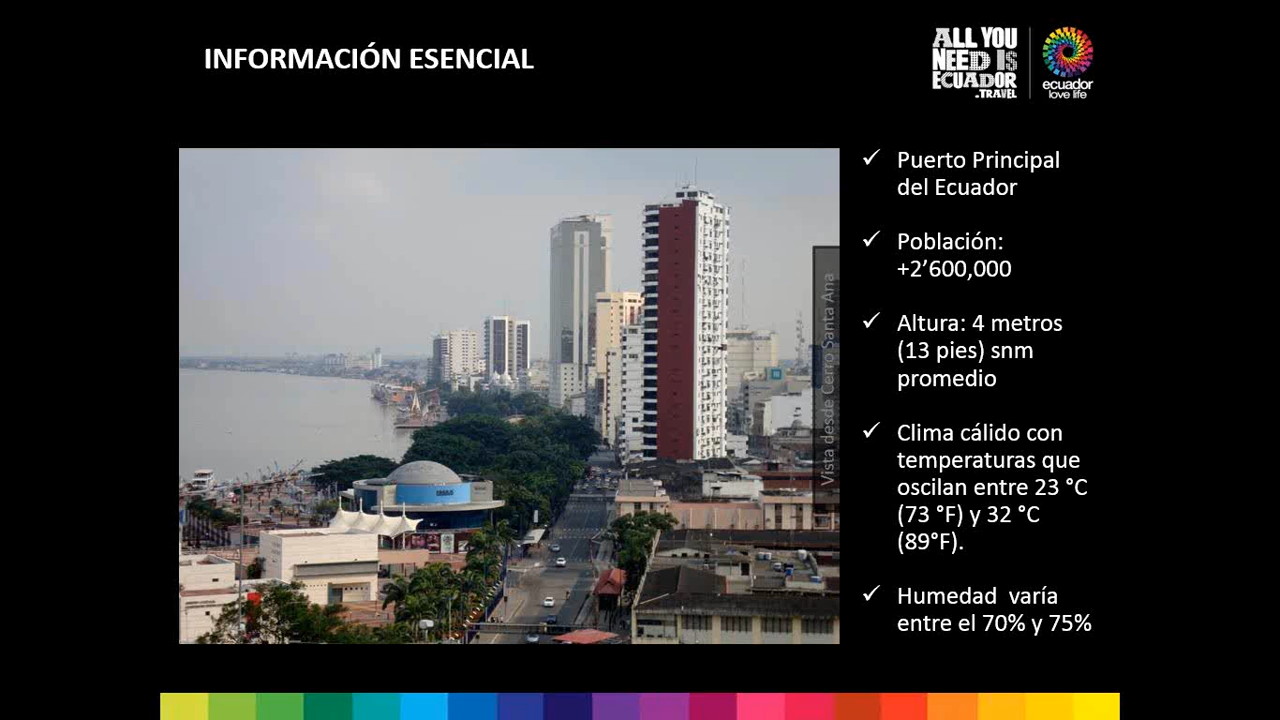 INFORMACIÓN ESENCIAL
ALL YOU
NEED IS
ECUADOR
.TRAVEL
ecuador
love life
Puerto Principal
del Ecuador
Población:
+2’600,000
Altura: 4 metros
(13 pies) snm
promedio
Clima cálido con
temperaturas que
oscilan entre 23 °C
(73 °F) y 32 °C
(89°F).
Humedad varía
entre el 70% y 75%
Vista desde Cerro Santa Ana